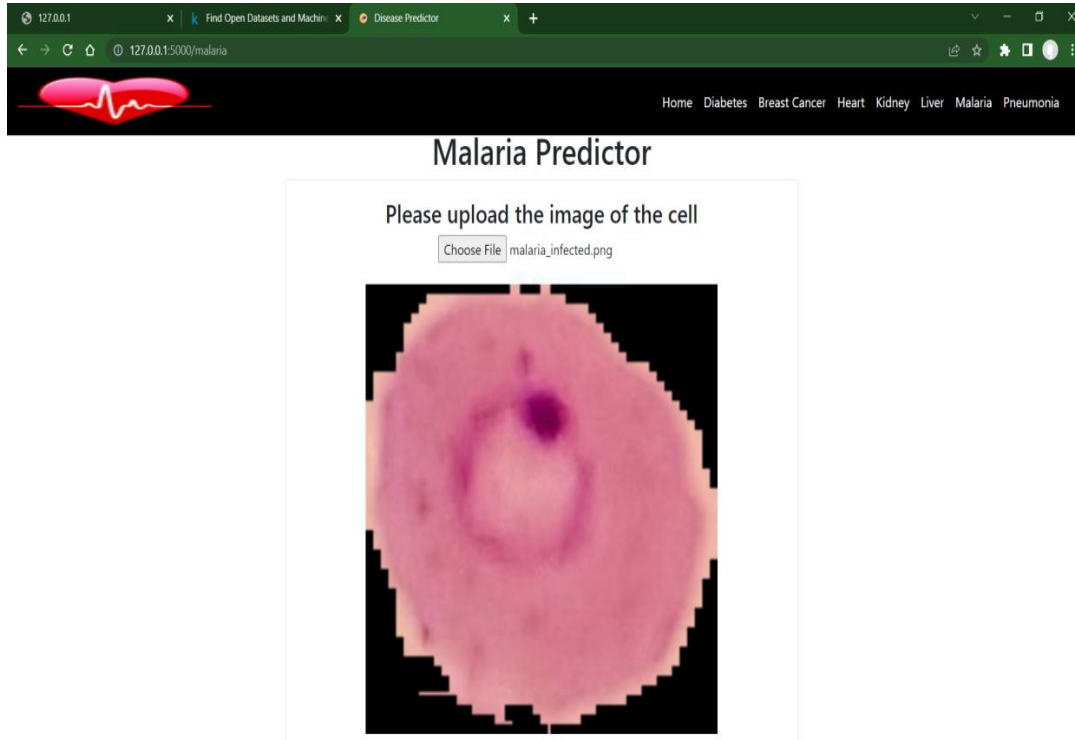 127.0.0.1
Find Open Datasets and Machine
Disease Predictor
127.0.0.1:5000/malaria
Home Diabetes Breast Cancer Heart Kidney Liver Malaria Pneumonia
Malaria Predictor
Please upload the image of the cell
Choose File malaria_infected.png